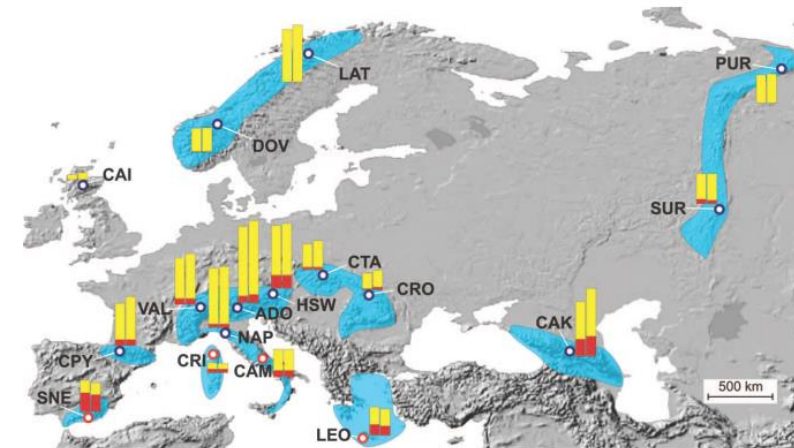 LAT
PUR
DOV
CAI
SUR
CTA
VAL
HSW
CRO
ADO
NAP
CAK
CPY
CRI
CAM
SNE
500 km
LEO